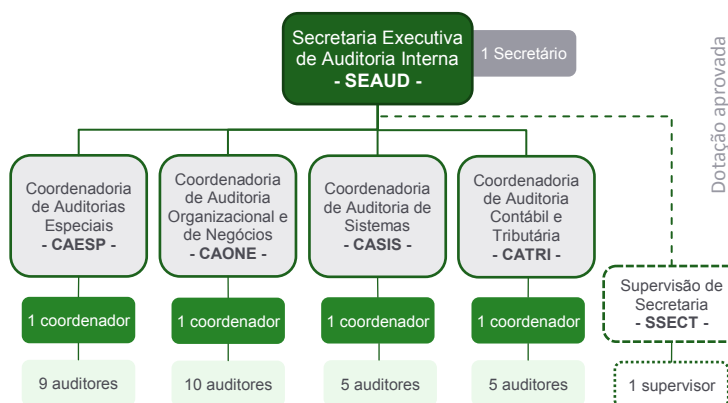 Secretaria Executiva
de Auditoria Interna
- SEAUD -
1 Secretário
Dotação aprovada
Coordenadoria
de Auditorias
Especiais
- CAESP -
Coordenadoria
de Auditoria
Organizacional e
de Negócios
- CAONE -
Coordenadoria
de Auditoria de
Sistemas
- CASIS -
Coordenadoria
de Auditoria
Contábil e
Tributária
- CATRI -
Supervisão de
Secretaria
- SSECT -
1 coordenador
1 coordenador
1 coordenador
1 coordenador
9 auditores
10 auditores
5 auditores
5 auditores
1 supervisor